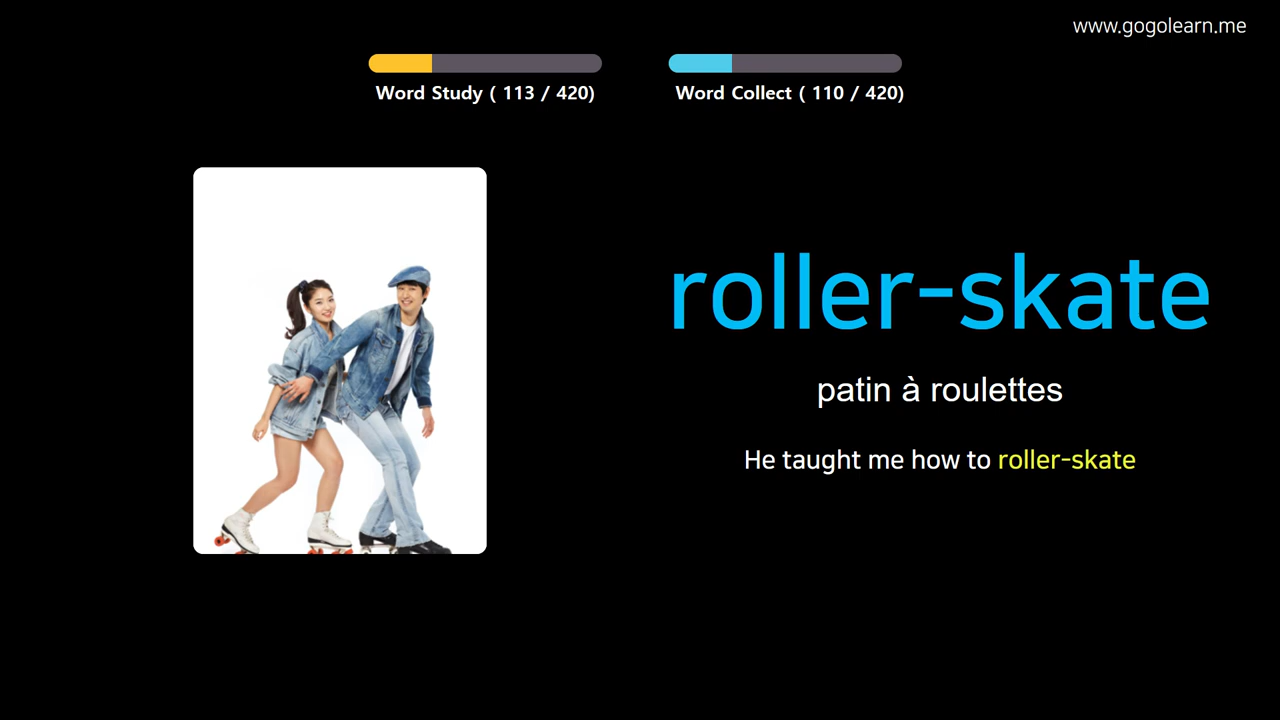 www.gogolearn.me
Word Study ( 113 / 420)
Word Collect ( 110 / 420)
roller-skate
patin à roulettes
He taught me how to roller-skate